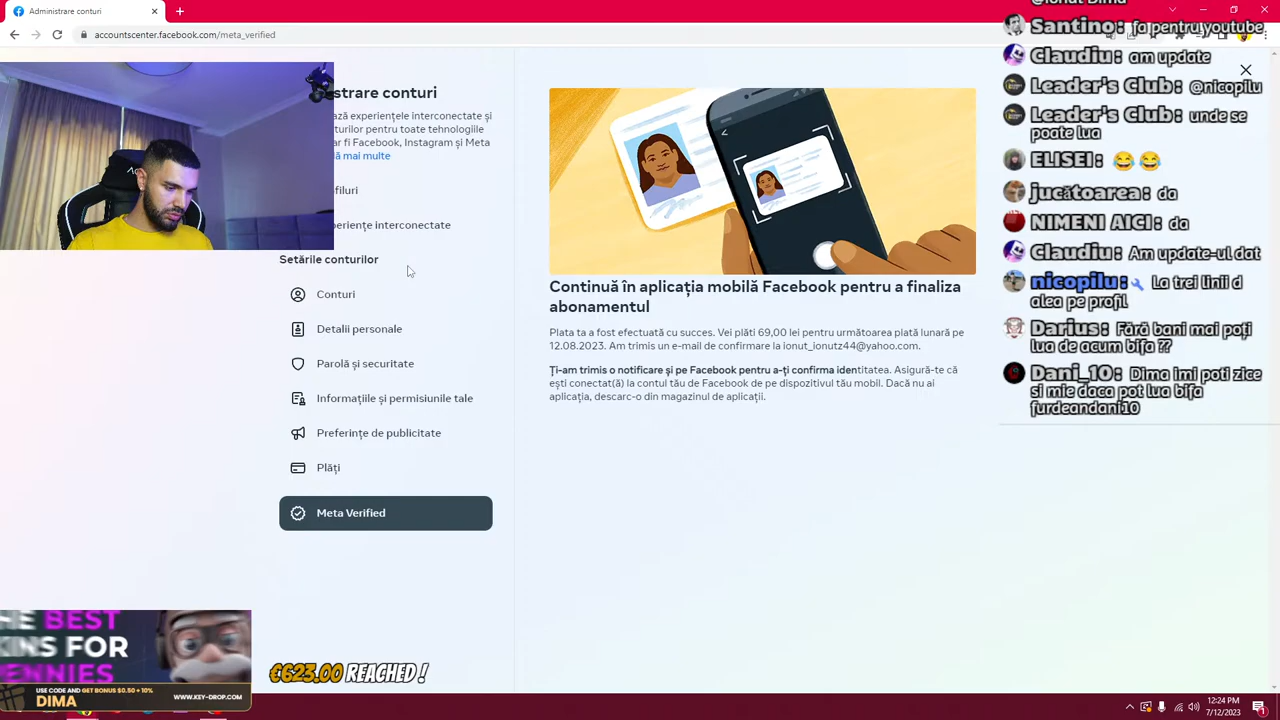 Administrare conturi
accountscenter.facebook.com/meta_verified
strare conturi
ază experiențele interconectate și
turilor pentru toate tehnologiile
ar fi Facebook, Instagram și Meta
lă mai multe
filuri
periențe interconectate
Setările conturilor
Conturi
Detalii personale
Parolă și securitate
Informațiile și permisiunile tale
Preferințe de publicitate
Plăți
Meta Verified
Continuă în aplicația mobilă Facebook pentru a finaliza
abonamentul
Plata ta a fost efectuată cu succes. Vei plăti 69,00 lei pentru următoarea plată lunară pe
12.08.2023. Am trimis un e-mail de confirmare la ionut_ionutz44@yahoo.com.
Ți-am trimis o notificare și pe Facebook pentru a-ți confirma identitatea. Asigură-te că
ești conectat(ă) la contul tău de Facebook de pe dispozitivul tău mobil. Dacă nu ai
aplicația, descarc-o din magazinul de aplicații.
@Ionut Dima
Santino: fa pentru youtube
Claudiu: am update
Leader's Club: @nicopilu
Leader's Club: unde se
poate lua
ELISEI: 😂😂
jucătoarea: da
NIMENI AICI: da
Claudiu: Am update-ul dat
nicopilu: La trei linii d
alea pe profil
Darius: Fără bani mai poți
lua de acum bifa ??
Dani_10: Dima imi poti zice
si mie daca pot lua bifa
furdeandani10
HE BEST
KINS FOR
ENNIES
USE CODE AND GET BONUS $0.50 + 10%
DIMA
WWW.KEY-DROP.COM
€623.00 REACHED !
12:24 PM
7/12/2023
1